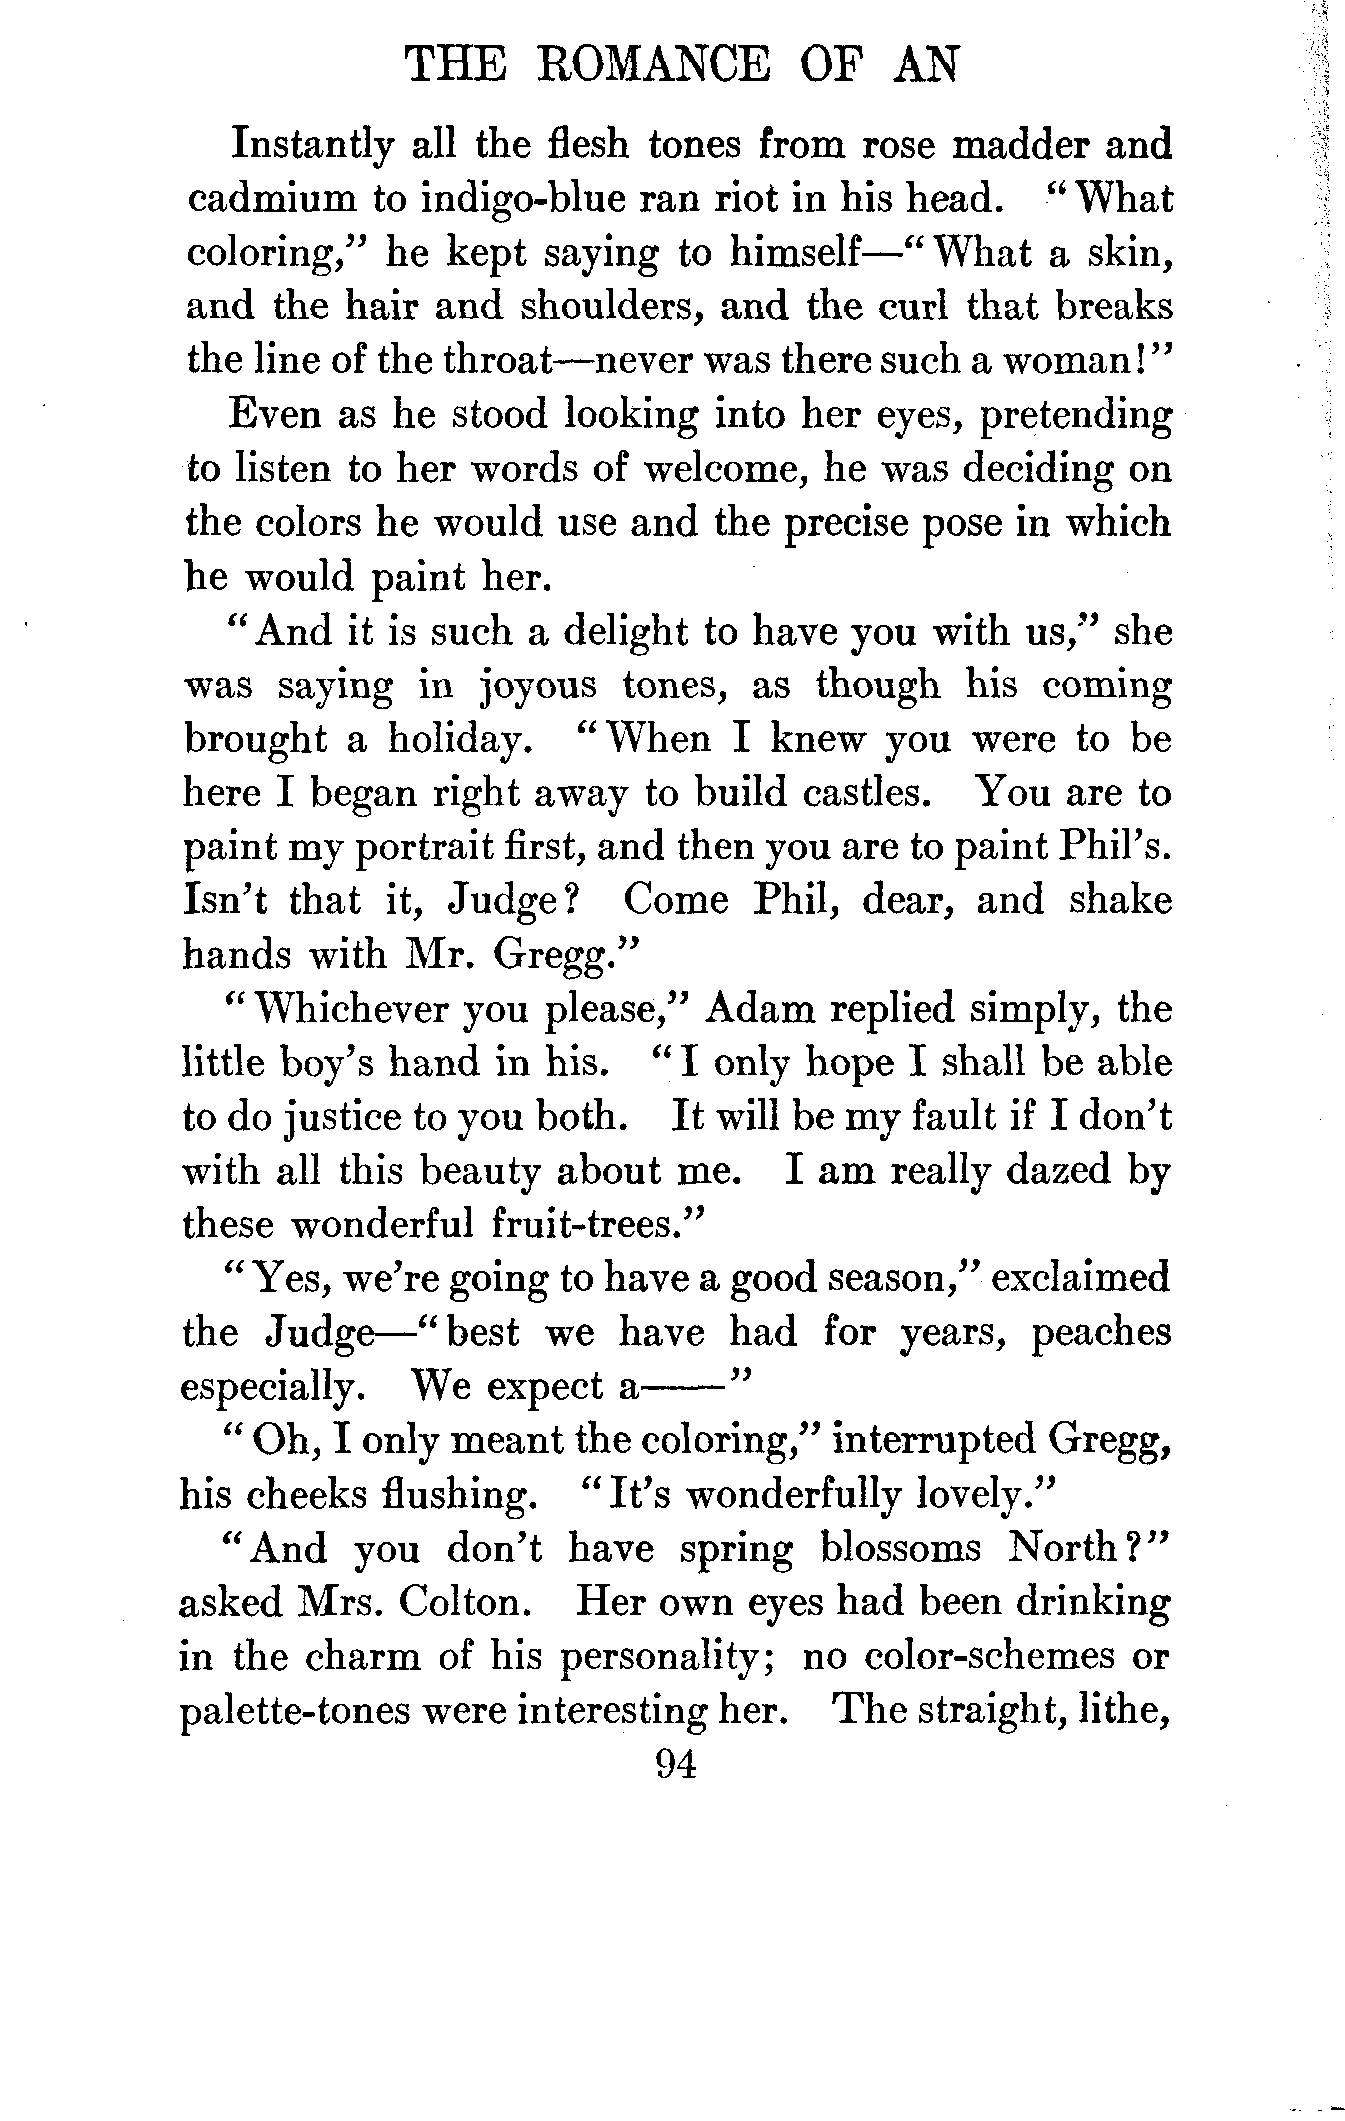 THE ROMANCE OF AN
Instantly all the flesh tones from rose madder and
cadmium to indigo-blue ran riot in his head. "What
coloring," he kept saying to himself—"What a skin,
and the hair and shoulders, and the curl that breaks
the line of the throat—never was there such a woman!"
Even as he stood looking into her eyes, pretending
to listen to her words of welcome, he was deciding on
the colors he would use and the precise pose in which
he would paint her.
"And it is such a delight to have you with us," she
was saying in joyous tones, as though his coming
brought a holiday. "When I knew you were to be
here I began right away to build castles. You are to
paint my portrait first, and then you are to paint Phil's.
Isn't that it, Judge? Come Phil, dear, and shake
hands with Mr. Gregg."
"Whichever you please," Adam replied simply, the
little boy's hand in his. "I only hope I shall be able
to do justice to you both. It will be my fault if I don't
with all this beauty about me. I am really dazed by
these wonderful fruit-trees."
"Yes, we're going to have a good season," exclaimed
the Judge—"best we have had for years, peaches
especially. We expect a——"
"Oh, I only meant the coloring," interrupted Gregg,
his cheeks flushing. "It's wonderfully lovely."
"And you don't have spring blossoms North?"
asked Mrs. Colton. Her own eyes had been drinking
in the charm of his personality; no color-schemes or
palette-tones were interesting her. The straight, lithe,
94